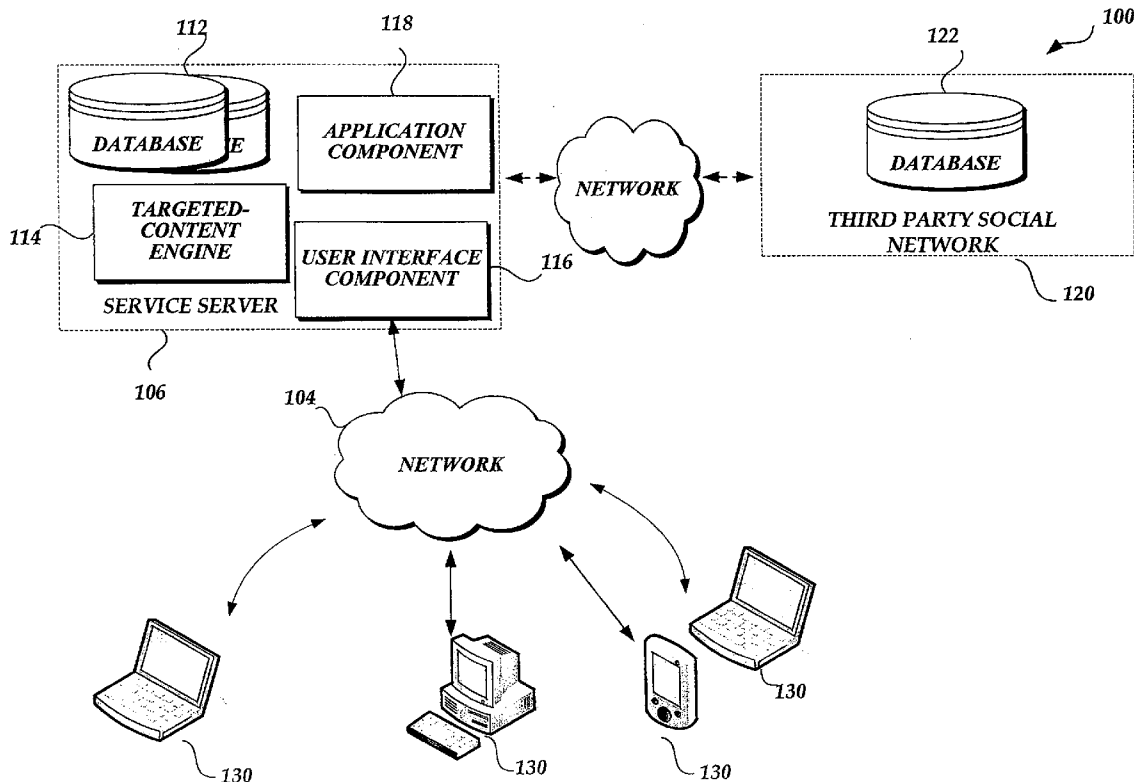 112
118
122
100
DATABASE
APPLICATION
COMPONENT
NETWORK
DATABASE
114
TARGETED-
CONTENT
ENGINE
USER INTERFACE
COMPONENT
116
THIRD PARTY SOCIAL
NETWORK
SERVICE SERVER
120
106
104
NETWORK
130
130
130
130